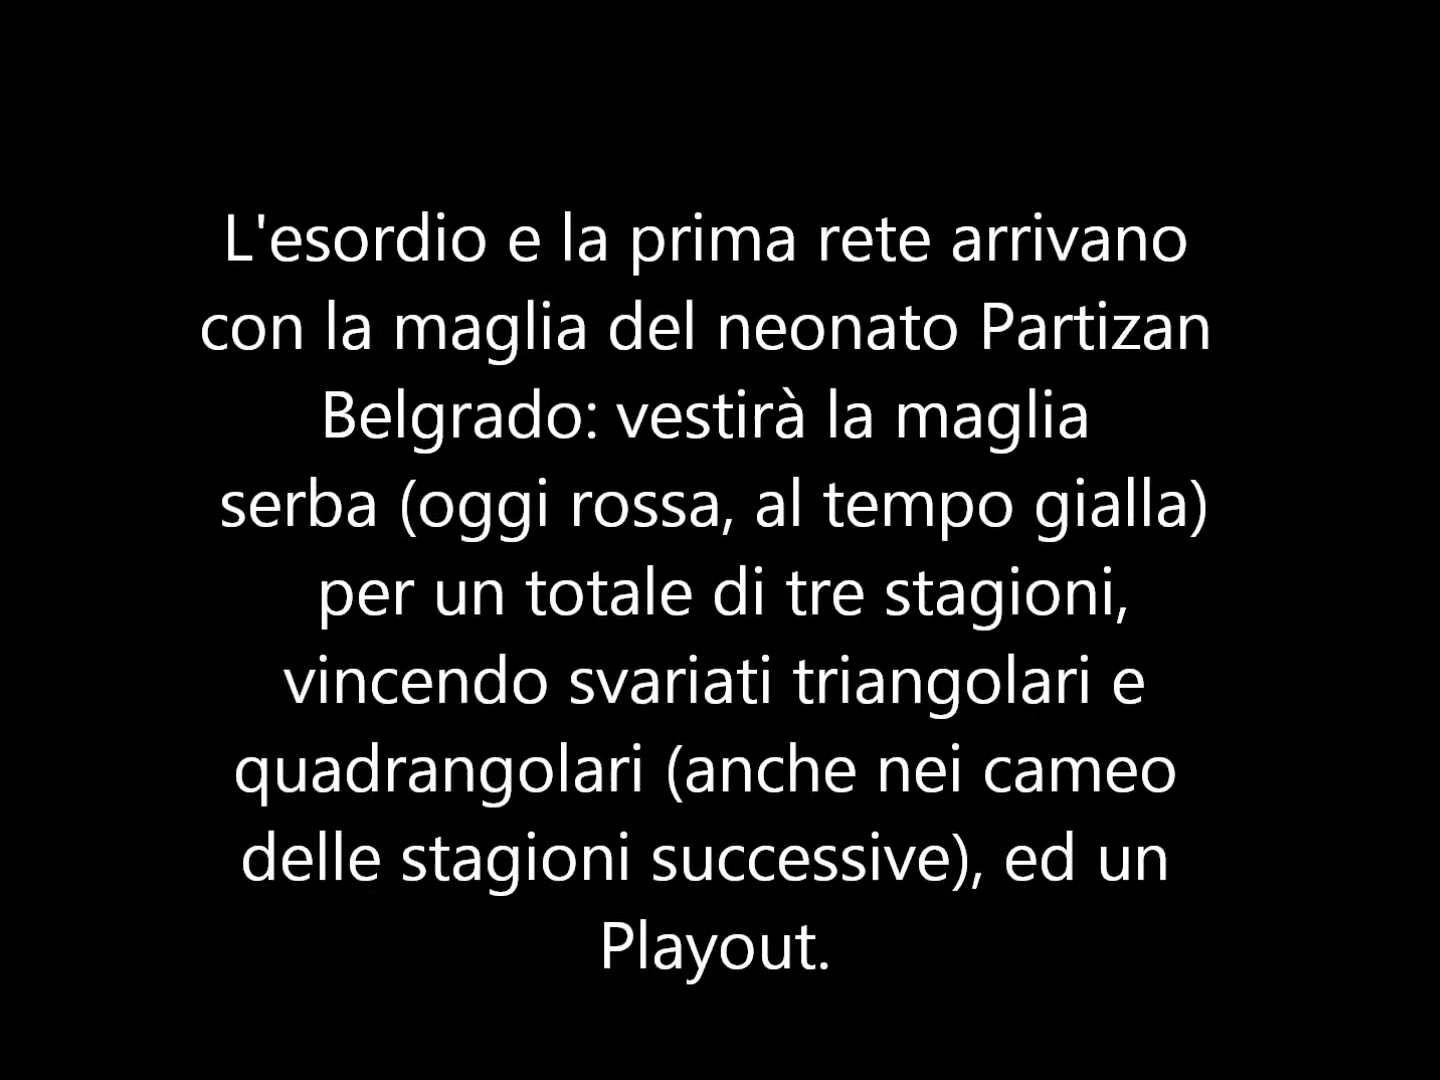 L'esordio e la prima rete arrivano
con la maglia del neonato Partizan
Belgrado: vestirà la maglia
serba (oggi rossa, al tempo gialla)
per un totale di tre stagioni,
vincendo svariati triangolari e
quadrangolari (anche nei cameo
delle stagioni successive), ed un
Playout.